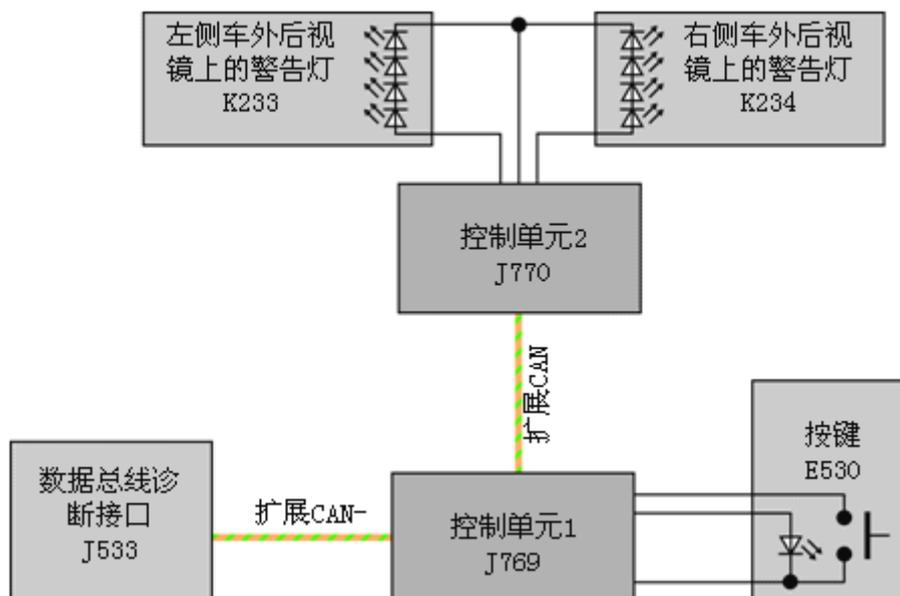 左侧车外后视
镜上的警告灯
K233
右侧车外后视
镜上的警告灯
K234
控制单元2
J770
扩展CAN
按键
E530
数据总线诊
断接口
J533
扩展CAN-
控制单元1
J769